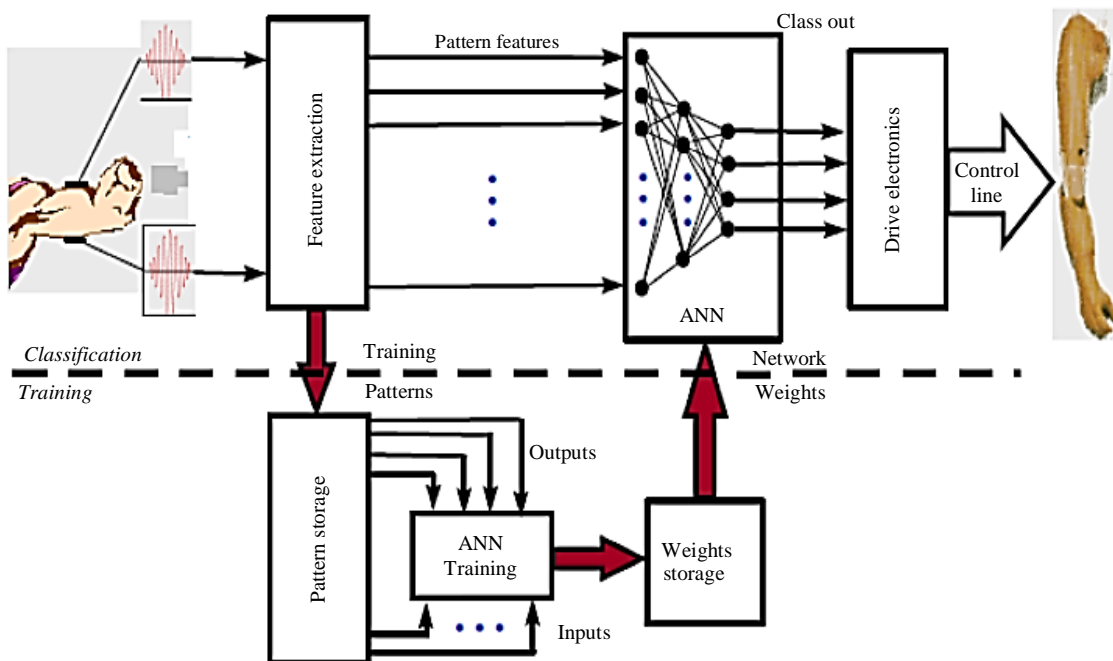 Class out
Pattern features
Feature extraction
Drive electronics
Control
line
ANN
Classification
Training
Training
Patterns
Network
Weights
Pattern storage
Outputs
ANN
Training
Weights
storage
Inputs